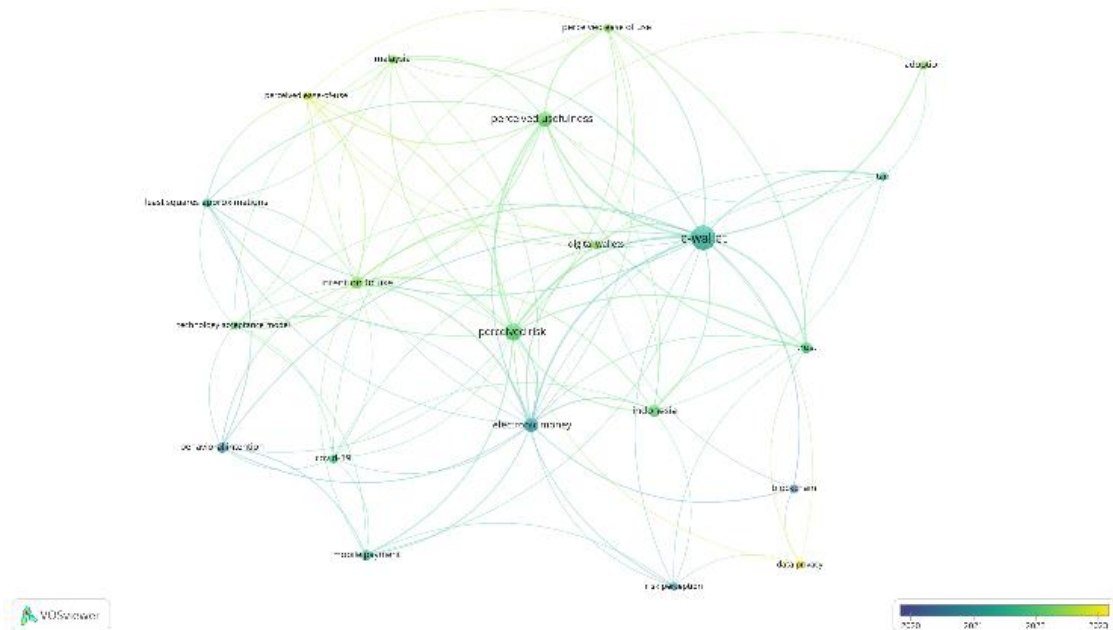 perceived ease of use
malaysia
adoption
perceived ease-of-use
perceived usefulness
tam
least squares approximations
e-wallet
digital wallets
intention to use
technology acceptance model
perceived risk
trust
indonesia
electronic money
behavioral intention
covid-19
blockchain
mobile payment
data privacy
risk perception
VOSviewer
2020 2021 2022 2023